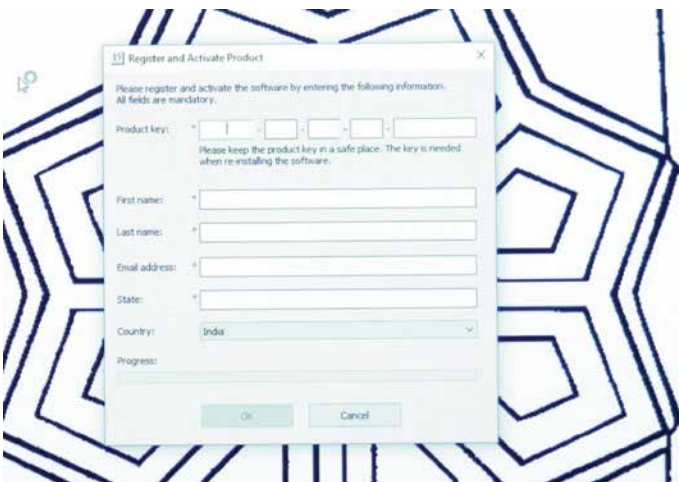 Register and Activate Product
Please register and activate the software by entering the following information.
All fields are mandatory.
Product key: * - - - -
Please keep the product key in a safe place. The key is needed
when re-installing the software.
First name: *
Last name: *
Email address: *
State: *
Country: India
Progress:
Ok Cancel